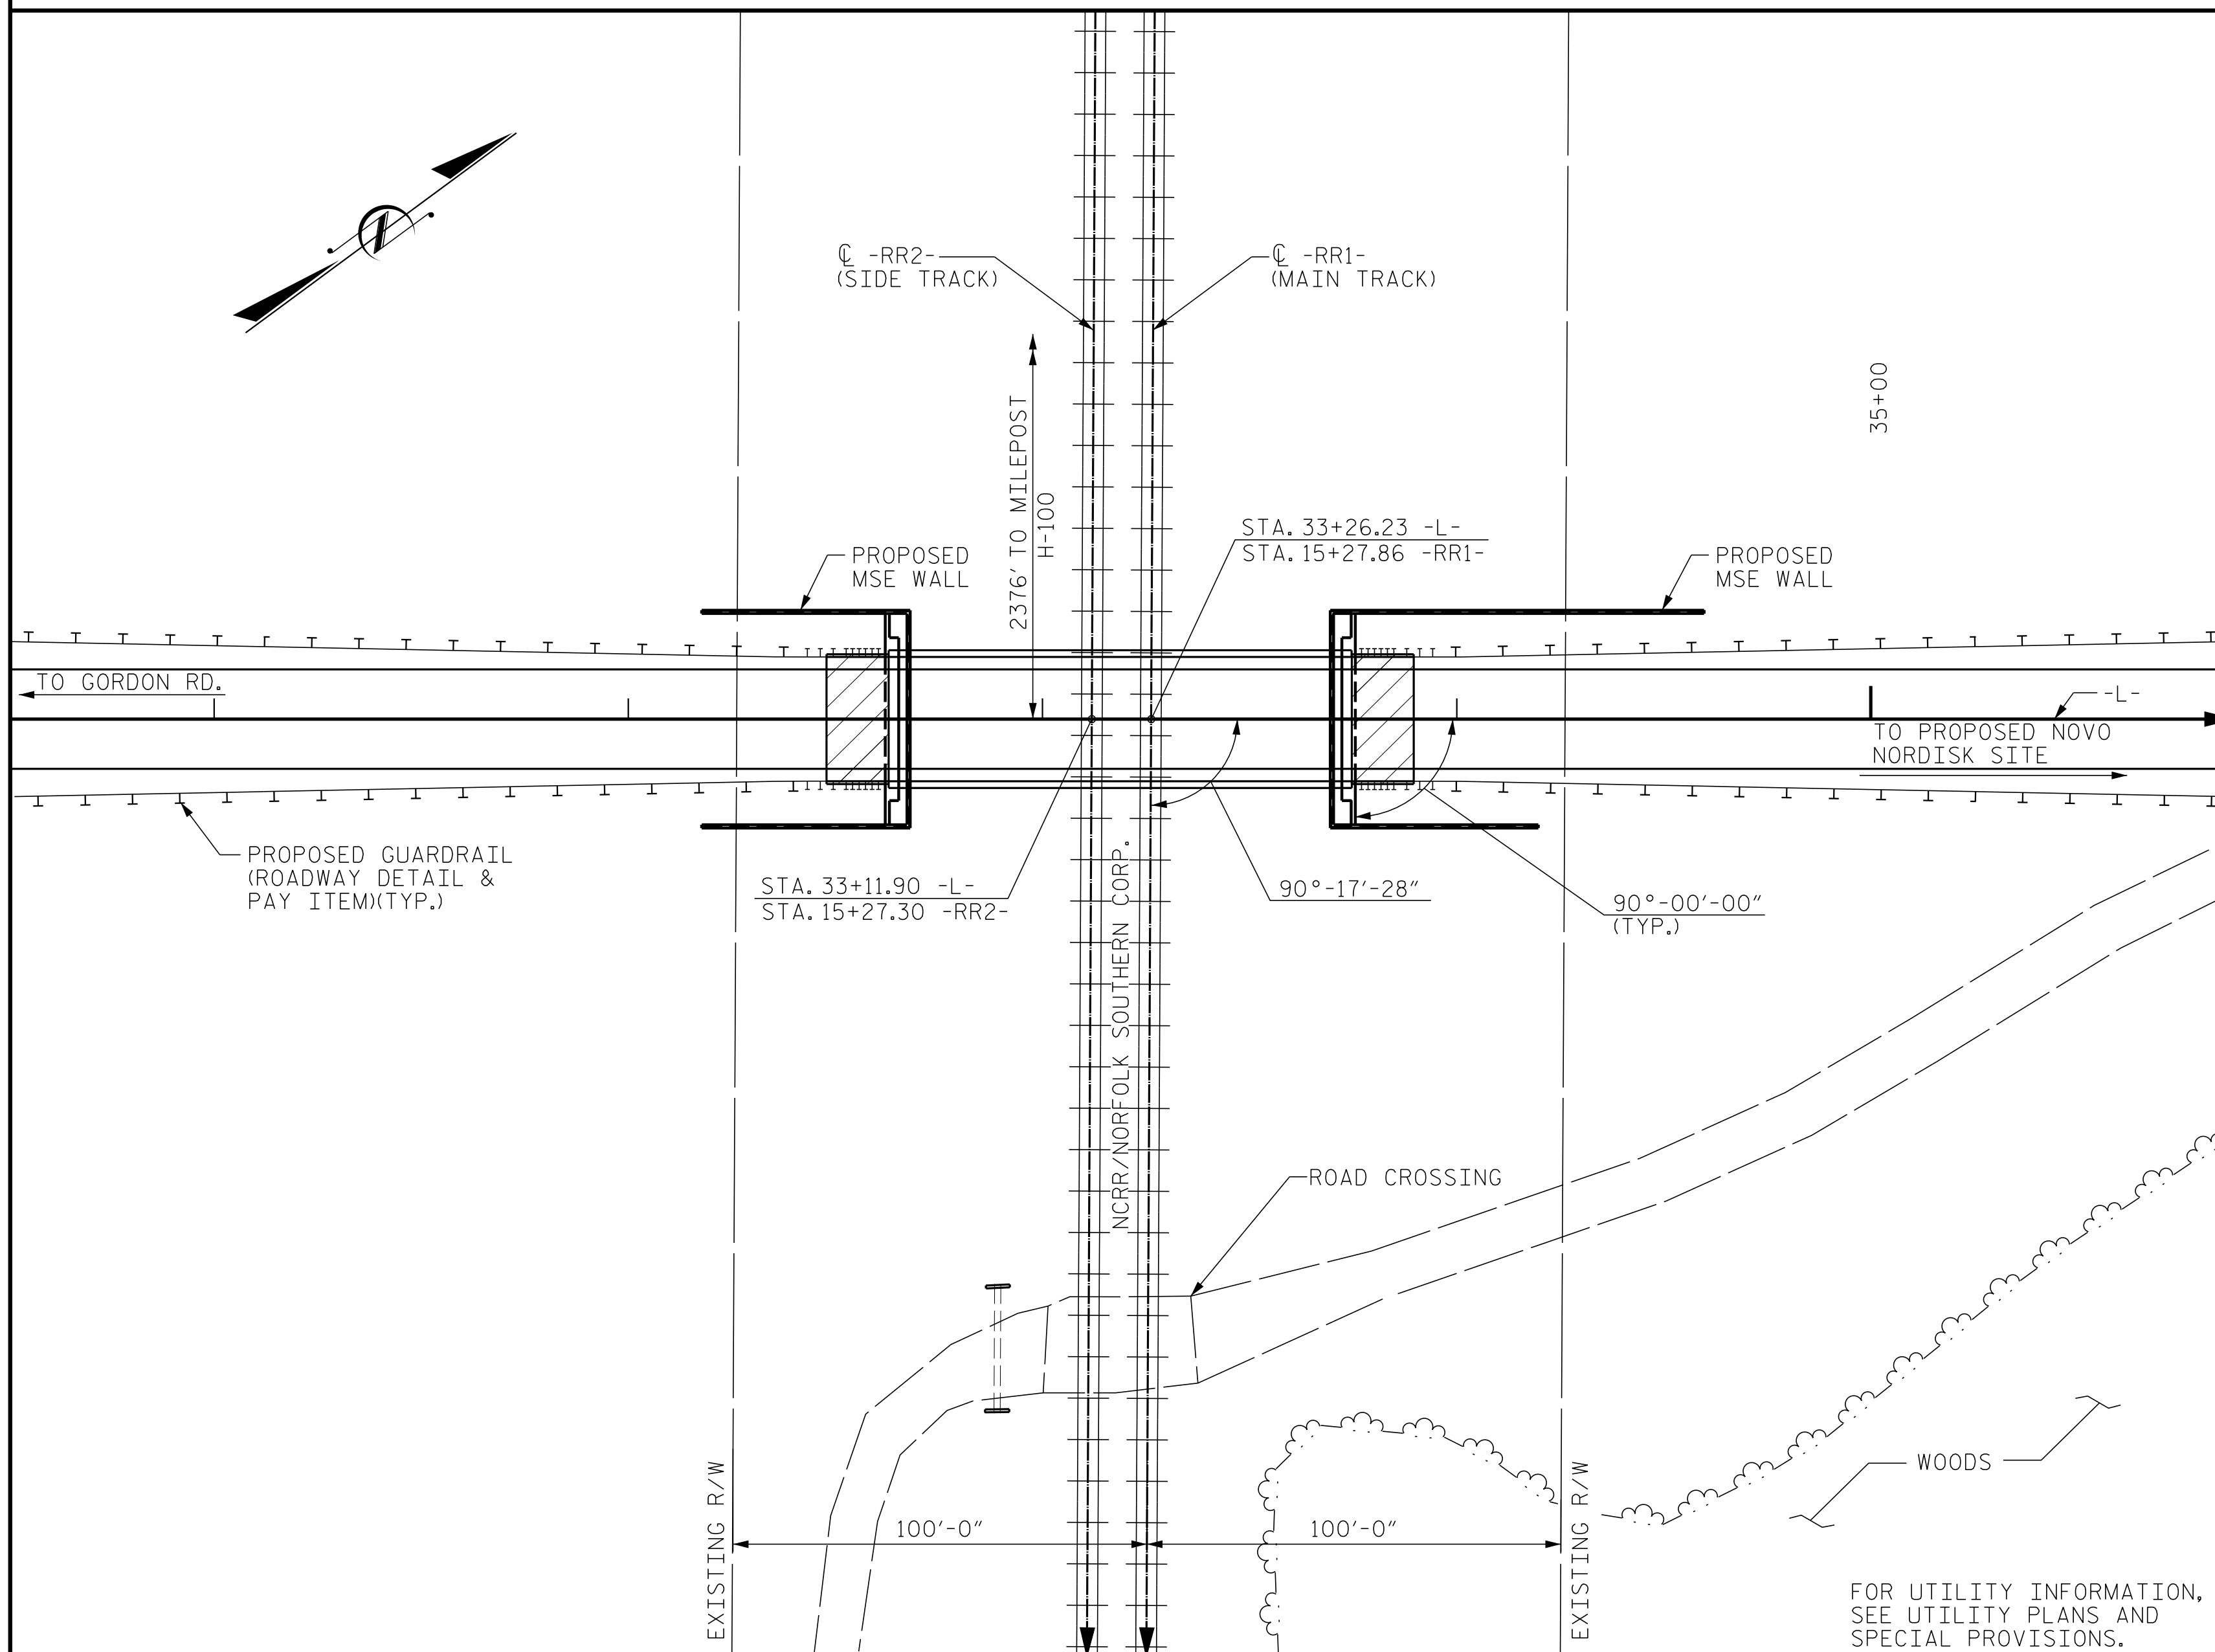 ℄ -RR2-
(SIDE TRACK)
℄ -RR1-
(MAIN TRACK)
35+00
2376' TO MILEPOST
H-100
STA. 33+26.23 -L-
STA. 15+27.86 -RR1-
PROPOSED
MSE WALL
PROPOSED
MSE WALL
TO GORDON RD.
-L-
TO PROPOSED NOVO
NORDISK SITE
PROPOSED GUARDRAIL
(ROADWAY DETAIL &
PAY ITEM)(TYP.)
STA. 33+11.90 -L-
STA. 15+27.30 -RR2-
90°-17'-28"
90°-00'-00"
(TYP.)
NCRR/NORFOLK SOUTHERN CORP.
ROAD CROSSING
WOODS
EXISTING R/W
100'-0"
100'-0"
EXISTING R/W
FOR UTILITY INFORMATION,
SEE UTILITY PLANS AND
SPECIAL PROVISIONS.